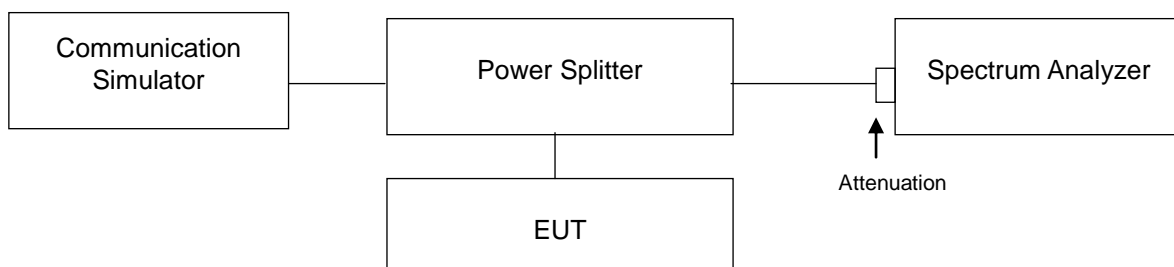 Communication
Simulator
Power Splitter
Spectrum Analyzer
Attenuation
EUT